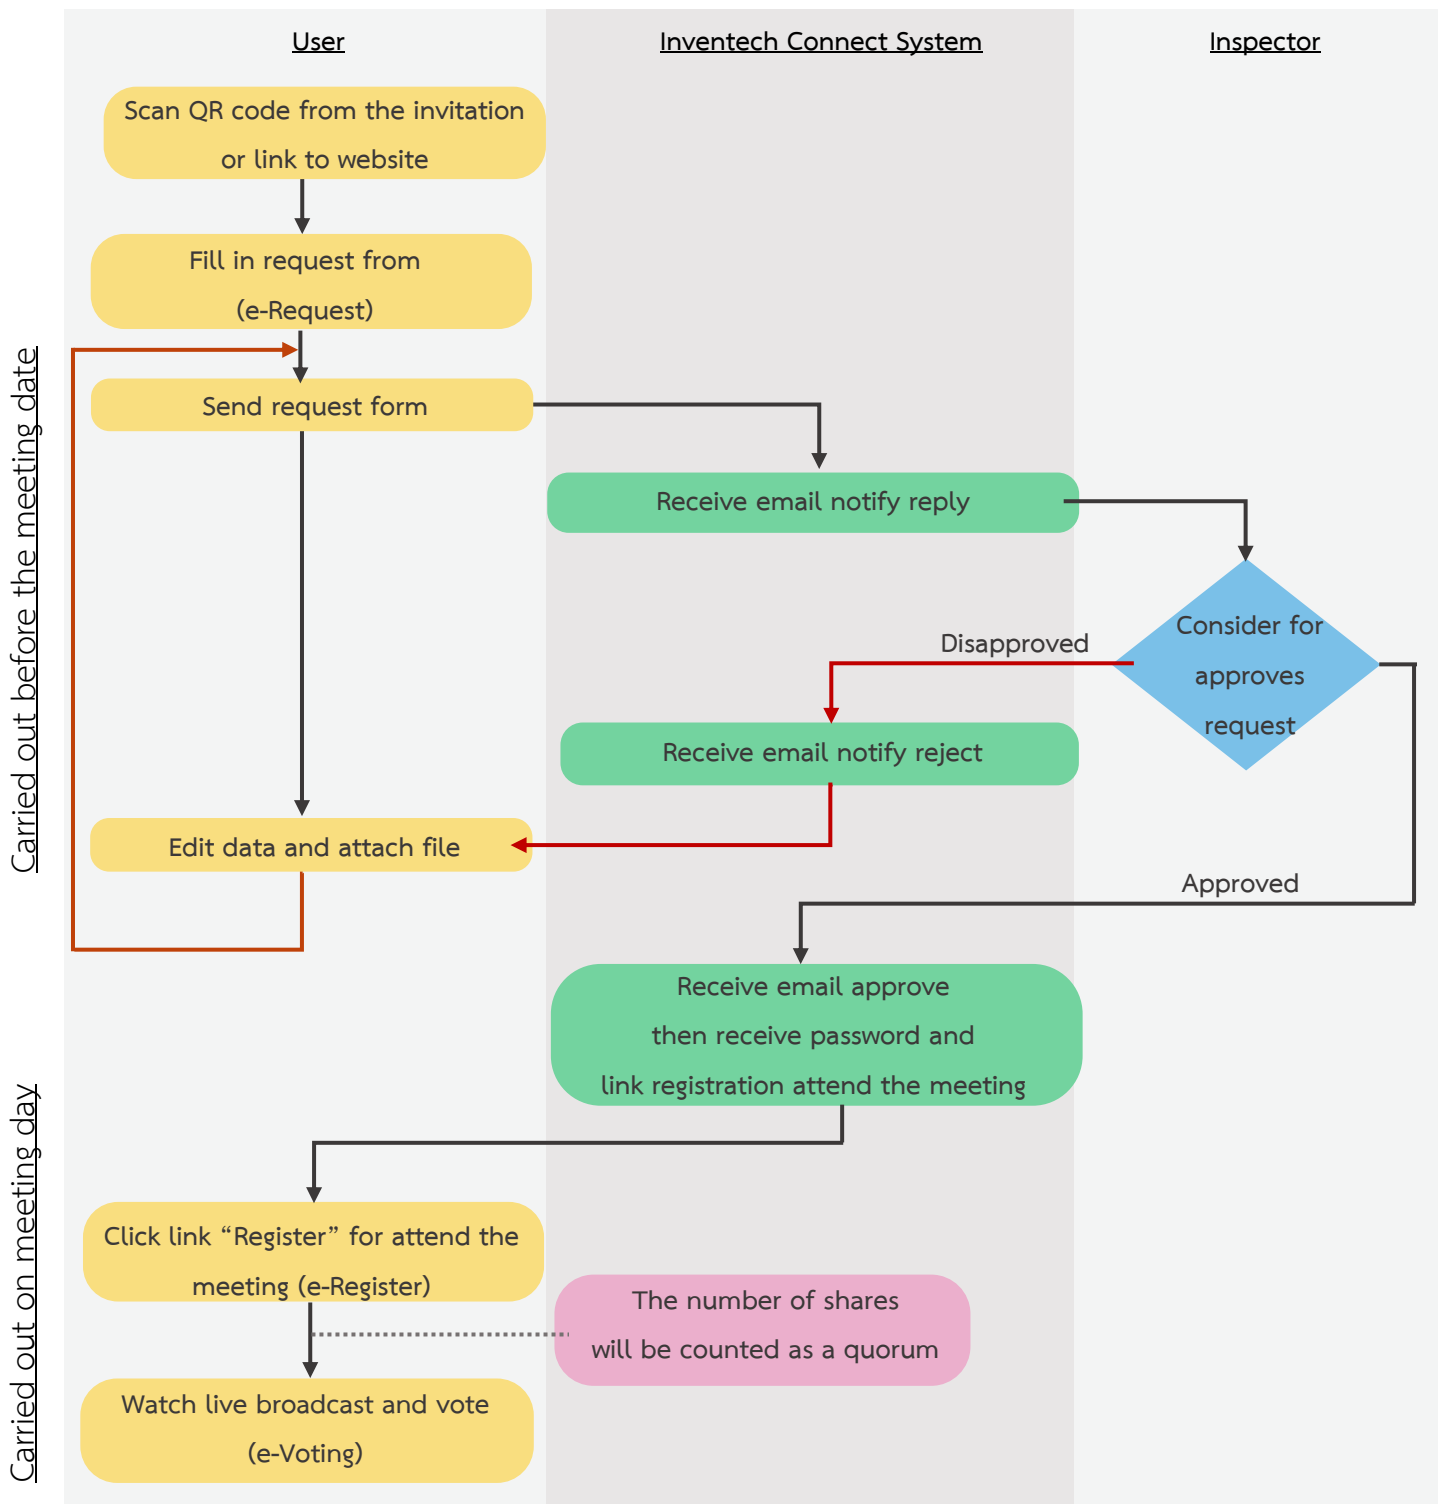 User
Inventech Connect System
Inspector
Scan QR code from the invitation
or link to website
Fill in request from
(e-Request)
Carried out before the meeting date
Send request form
Receive email notify reply
Consider for
approves
request
Disapproved
Receive email notify reject
Edit data and attach file
Approved
Receive email approve
then receive password and
link registration attend the meeting
Carried out on meeting day
Click link “Register” for attend the
meeting (e-Register)
The number of shares
will be counted as a quorum
Watch live broadcast and vote
(e-Voting)